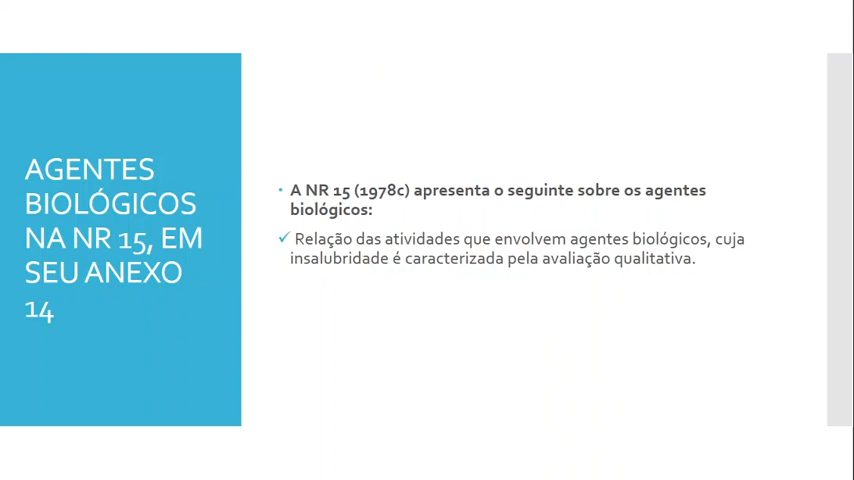 AGENTES
BIOLÓGICOS
NA NR 15, EM
SEU ANEXO
14
• A NR 15 (1978c) apresenta o seguinte sobre os agentes
biológicos:
✓ Relação das atividades que envolvem agentes biológicos, cuja
insalubridade é caracterizada pela avaliação qualitativa.